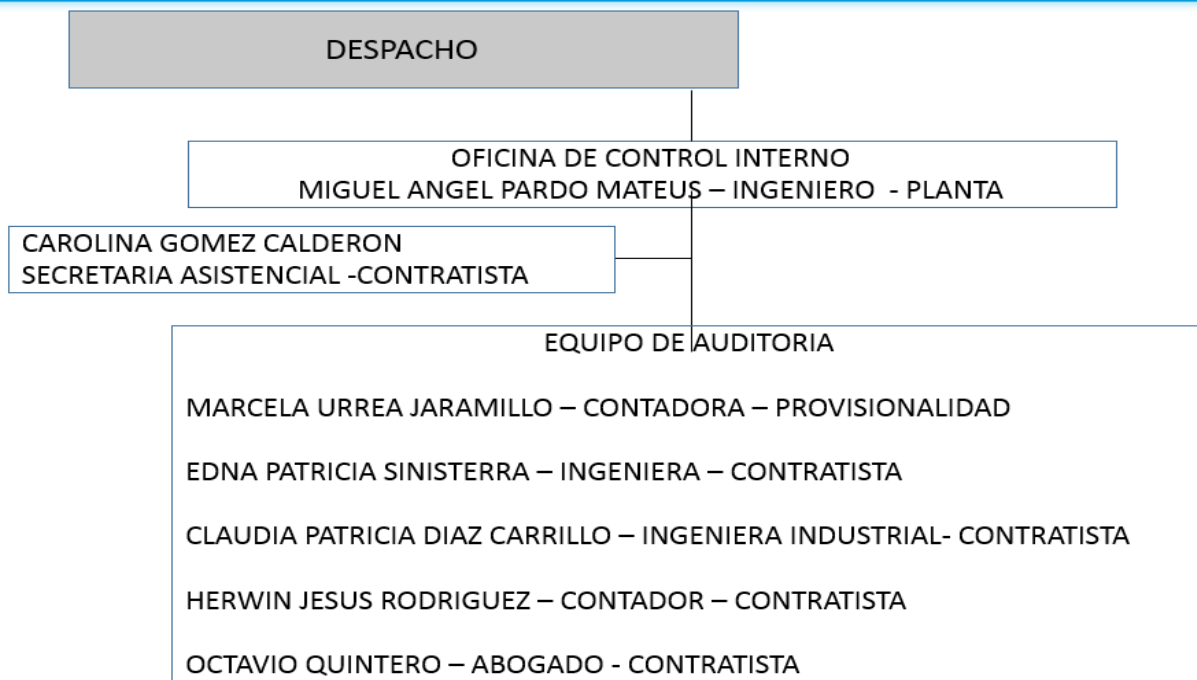 DESPACHO
OFICINA DE CONTROL INTERNO
MIGUEL ANGEL PARDO MATEUS – INGENIERO - PLANTA
CAROLINA GOMEZ CALDERON
SECRETARIA ASISTENCIAL -CONTRATISTA
EQUIPO DE AUDITORIA
MARCELA URREA JARAMILLO – CONTADORA – PROVISIONALIDAD
EDNA PATRICIA SINISTERRA – INGENIERA – CONTRATISTA
CLAUDIA PATRICIA DIAZ CARRILLO – INGENIERA INDUSTRIAL- CONTRATISTA
HERWIN JESUS RODRIGUEZ – CONTADOR – CONTRATISTA
OCTAVIO QUINTERO – ABOGADO - CONTRATISTA